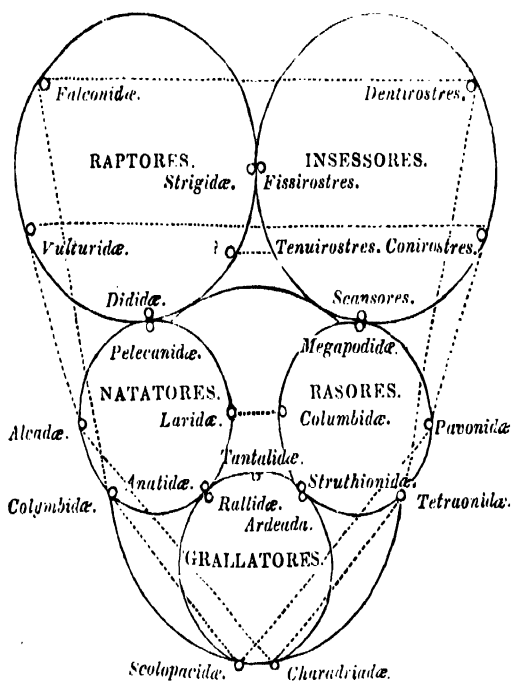 Falconidæ. Dentirostres.
RAPTORES. INSESSORES.
Strigidæ. Fissirostres.
Vulturidæ. ? Tenuirostres. Conirostres.
Dididæ. Scansores.
Pelecanidæ. Megapodidæ.
NATATORES. RASORES.
Laridæ. Columbidæ.
Alcadæ. Pavonidæ
Tantalidæ.
Anatidæ. Struthionidæ.
Colymbidæ. Rallidæ. Tetraonidæ.
Ardeadæ.
GRALLATORES.
Scolopacidæ. Charadriadæ.